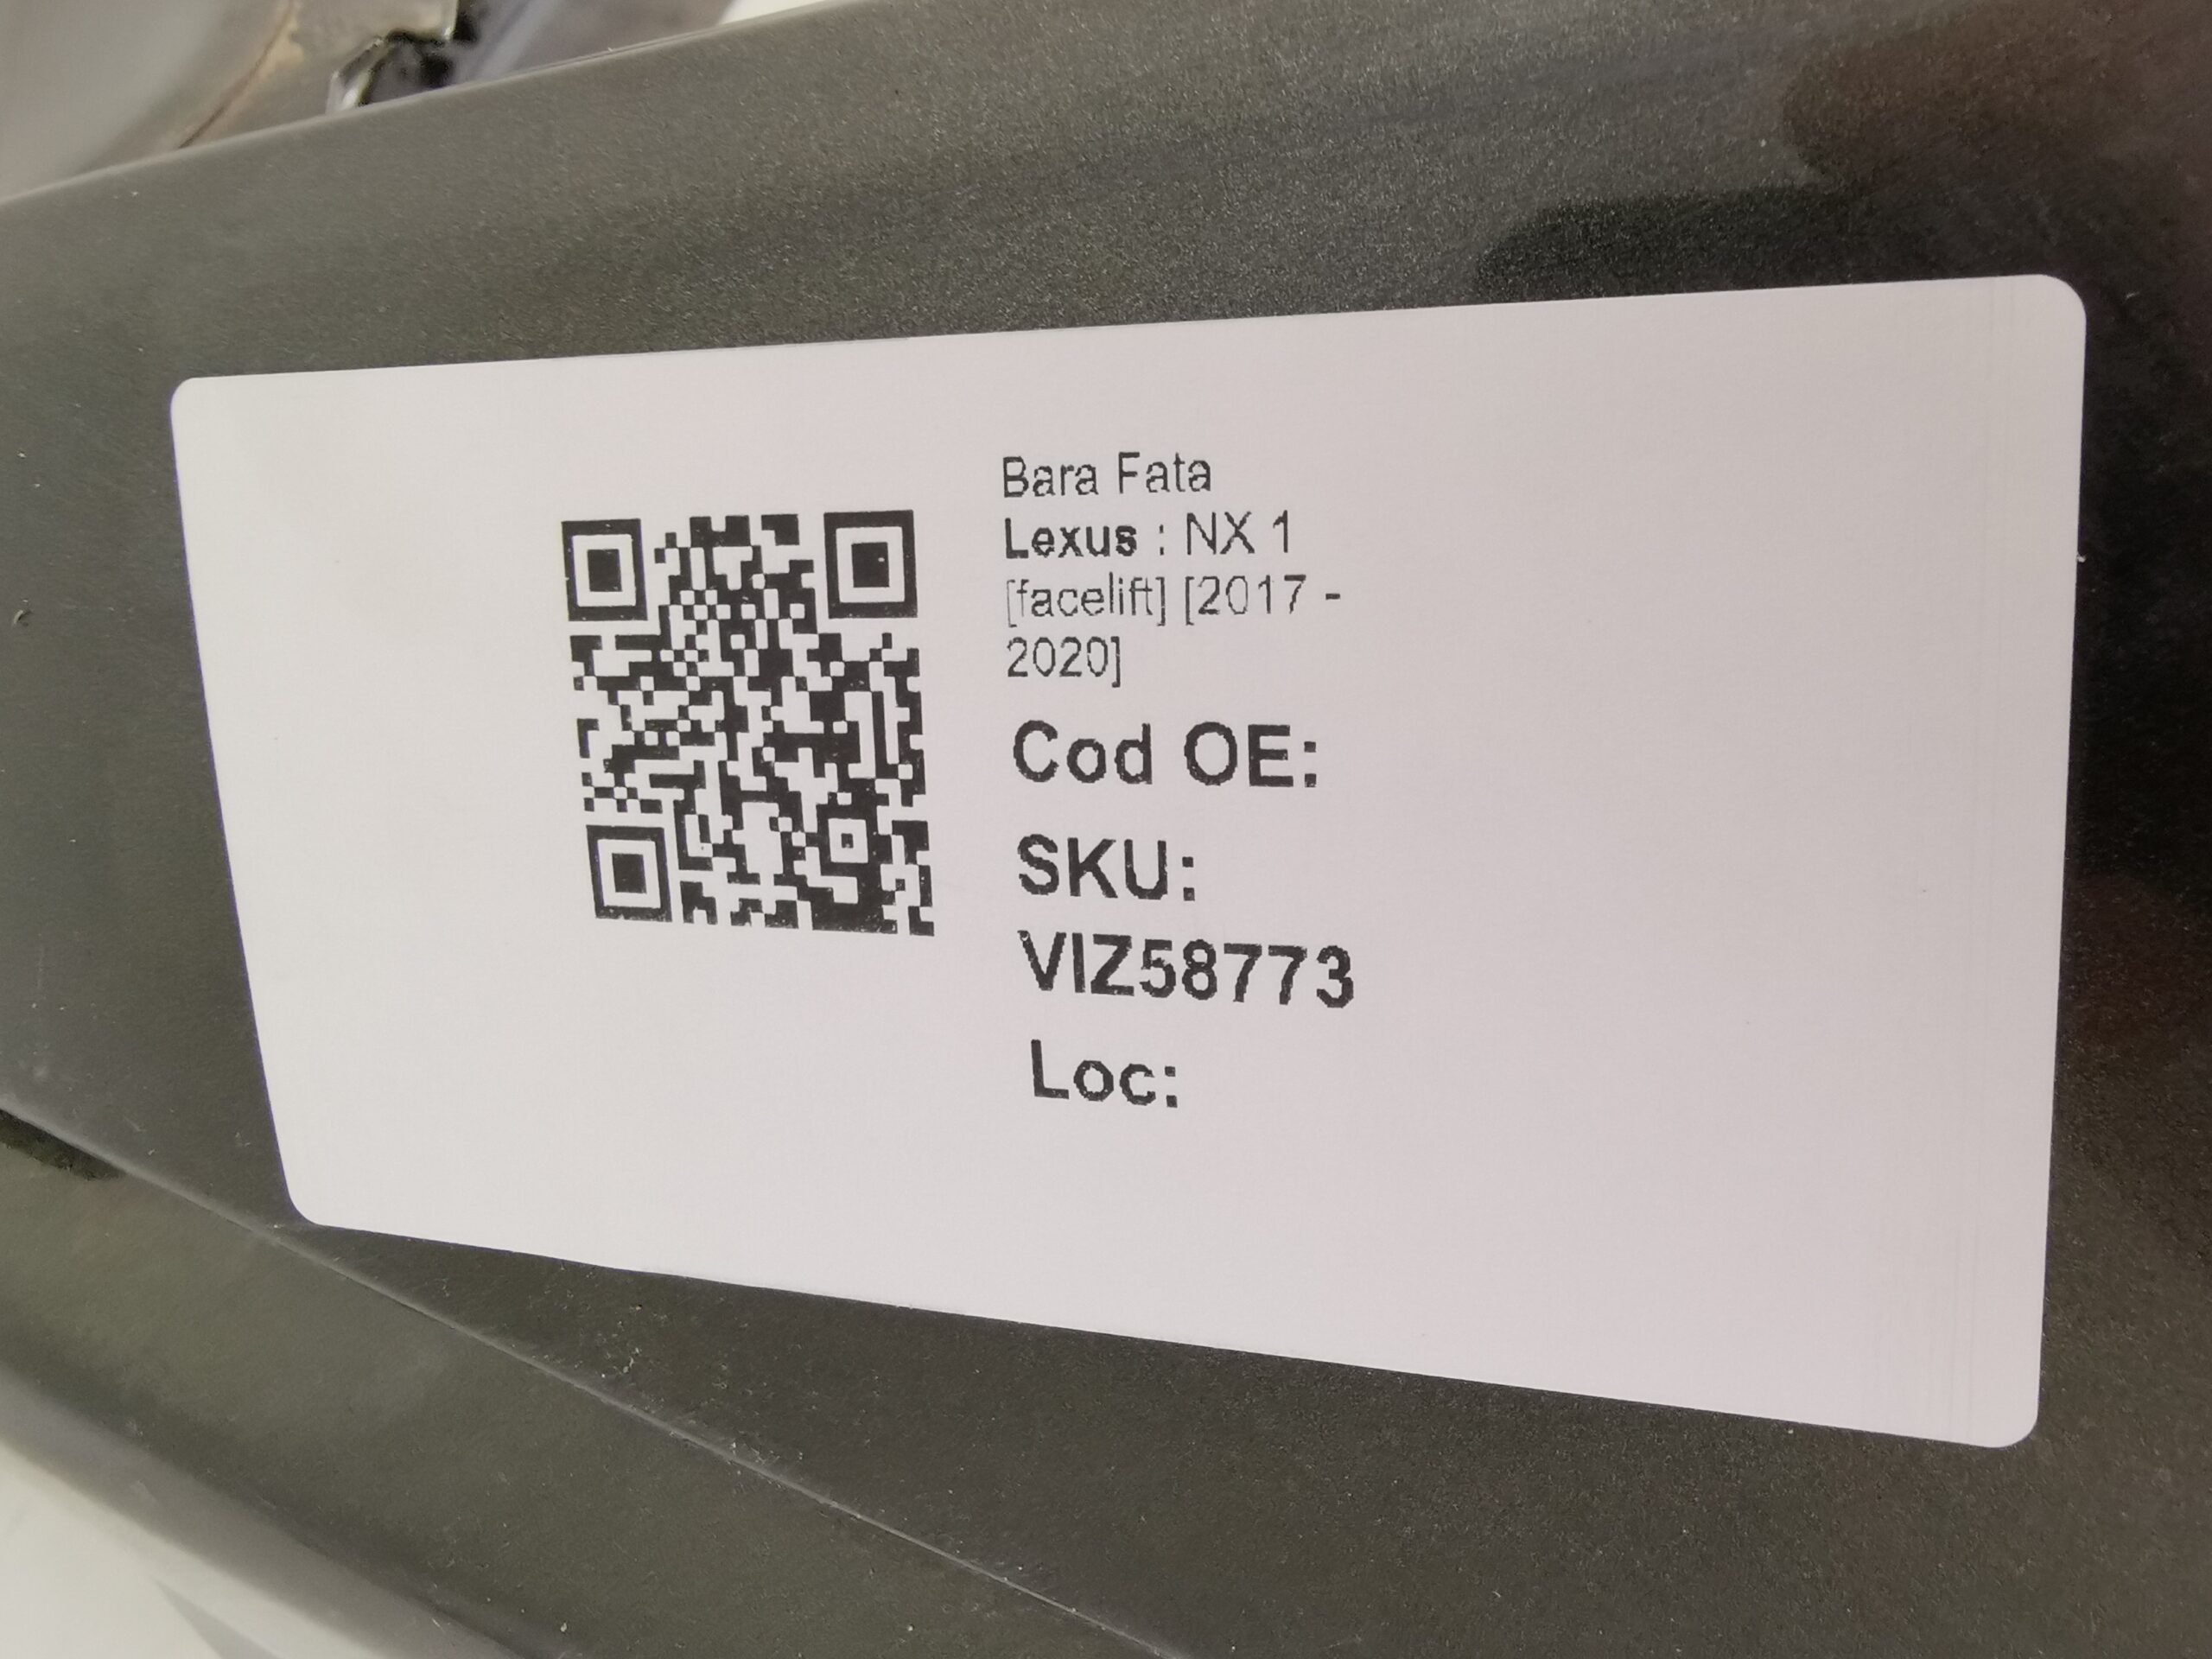 Bara Fata
Lexus : NX 1
[facelift] [2017 -
2020]
Cod OE:
SKU:
VIZ58773
Loc: